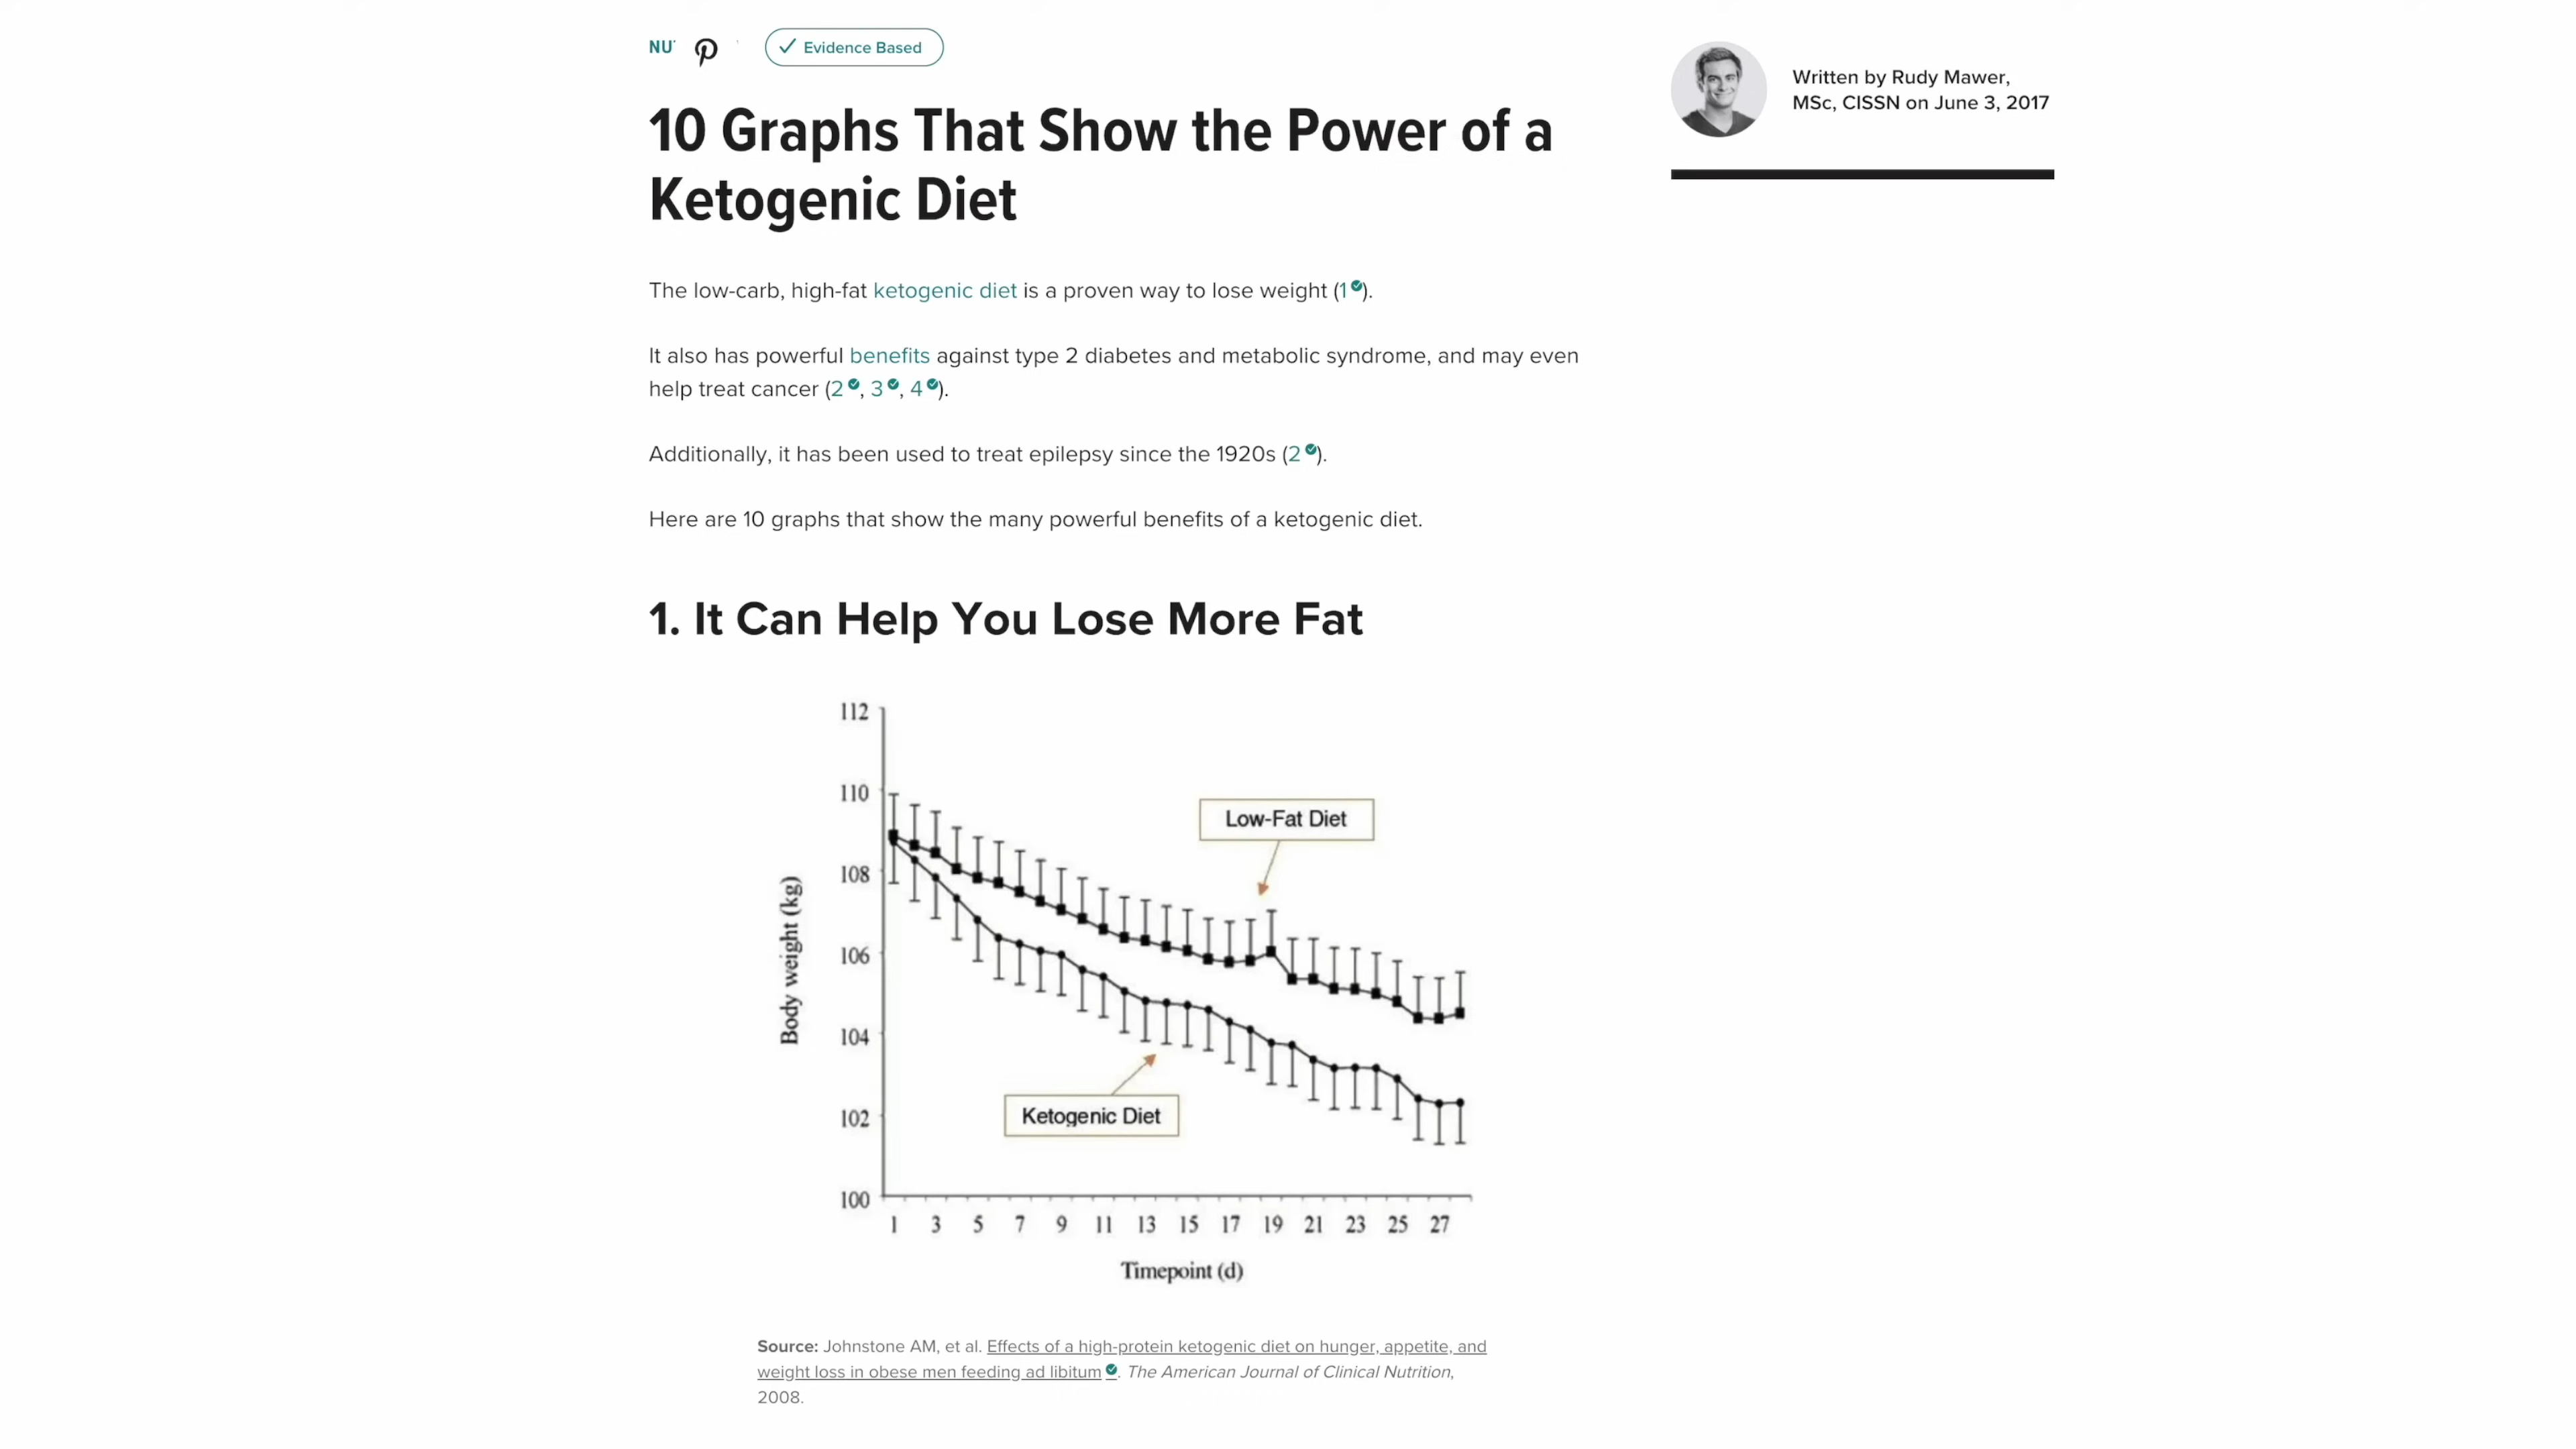 NU
Evidence Based
10 Graphs That Show the Power of a
Ketogenic Diet
Written by Rudy Mawer,
MSc, CISSN on June 3, 2017
The low-carb, high-fat ketogenic diet is a proven way to lose weight (1).
It also has powerful benefits against type 2 diabetes and metabolic syndrome, and may even
help treat cancer (2, 3, 4).
Additionally, it has been used to treat epilepsy since the 1920s (2).
Here are 10 graphs that show the many powerful benefits of a ketogenic diet.
1. It Can Help You Lose More Fat
112
110
108
106
104
102
100
Body weight (kg)
Low-Fat Diet
Ketogenic Diet
1 3 5 7 9 11 13 15 17 19 21 23 25 27
Timepoint (d)
Source: Johnstone AM, et al. Effects of a high-protein ketogenic diet on hunger, appetite, and
weight loss in obese men feeding ad libitum. The American Journal of Clinical Nutrition,
2008.